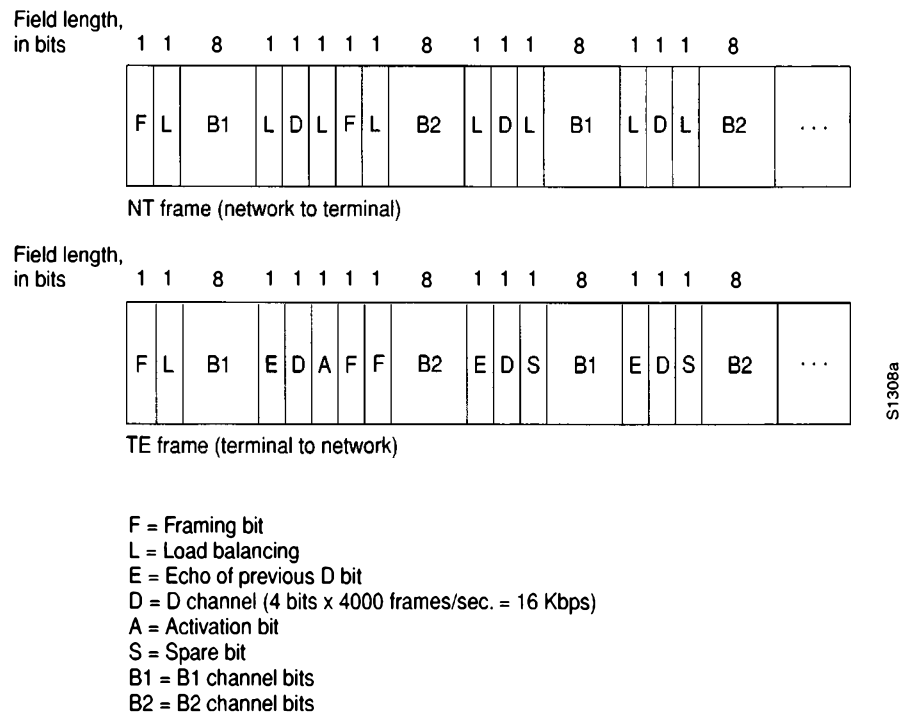 Field length,
in bits 1 1 8 1 1 1 1 1 8 1 1 1 8 1 1 1 8
F L B1 L D L F L B2 L D L B1 L D L B2 . . .
NT frame (network to terminal)
Field length,
in bits 1 1 8 1 1 1 1 1 8 1 1 1 8 1 1 1 8
F L B1 E D A F F B2 E D S B1 E D S B2 . . .
TE frame (terminal to network)
S1308a
F = Framing bit
L = Load balancing
E = Echo of previous D bit
D = D channel (4 bits x 4000 frames/sec. = 16 Kbps)
A = Activation bit
S = Spare bit
B1 = B1 channel bits
B2 = B2 channel bits